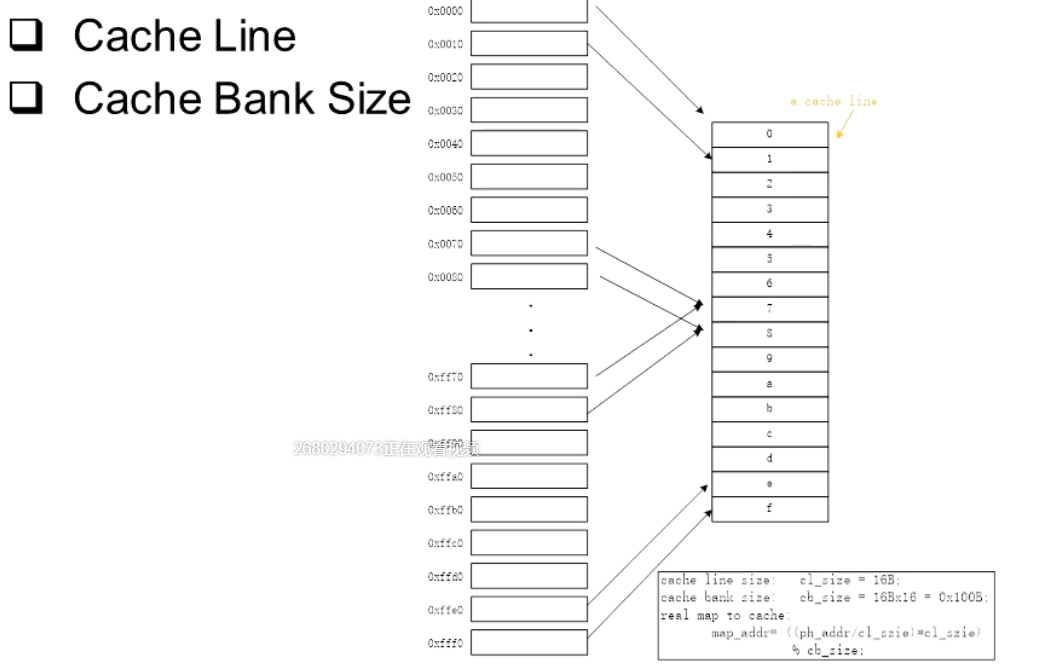 Cache Line
Cache Bank Size
0x0000
0x0010
0x0020
0x0030
0x0040
0x0050
0x0060
0x0070
0x0080
.
.
.
0xff70
0xff80
0xffa0
0xffb0
0xffc0
0xffd0
0xffe0
0xfff0
2680294073正在观看视频
a cache line
0
1
2
3
4
5
6
7
8
9
a
b
c
d
e
f
cache line size: cl_size = 16B;
cache bank size: cb_size = 16Bx16 = 0x100B;
real map to cache:
map_addr= ((ph_addr/cl_szie)*cl_szie)
% cb_size;